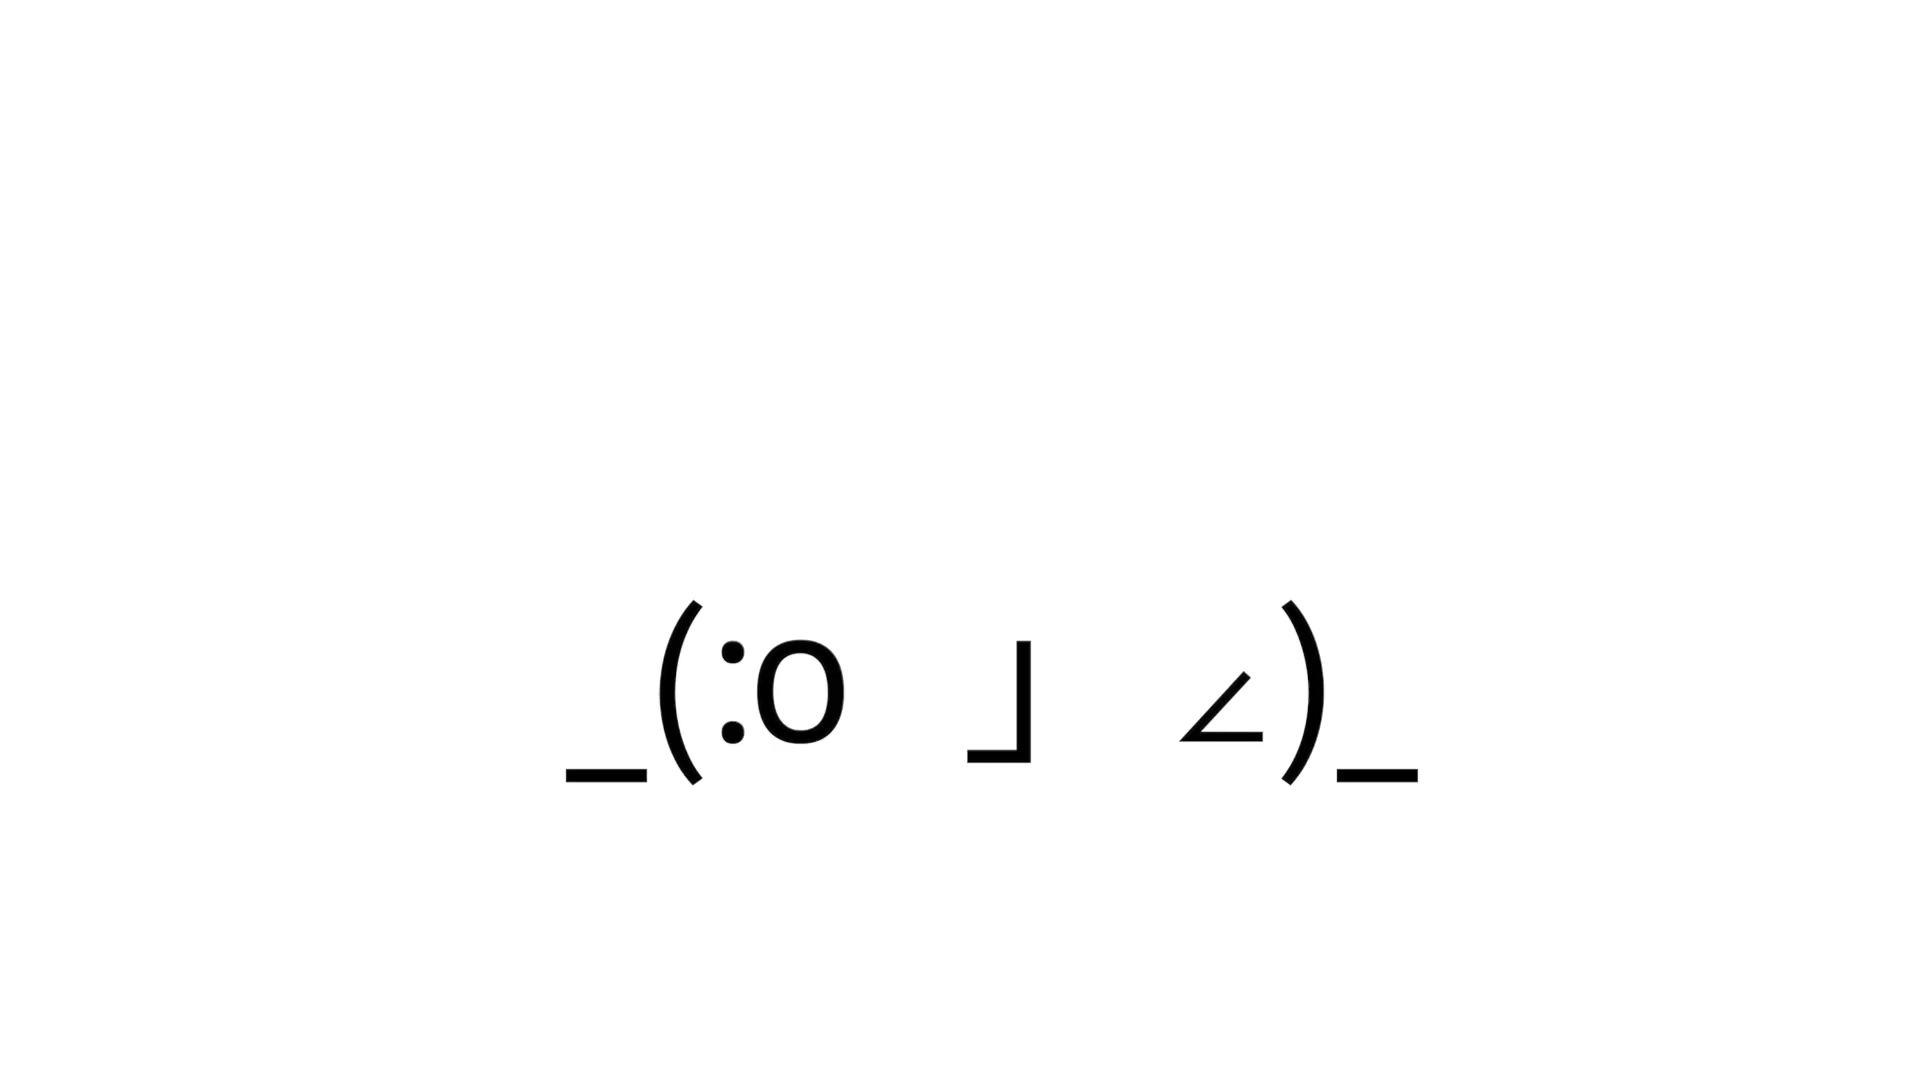 _(:o 」 ∠)_